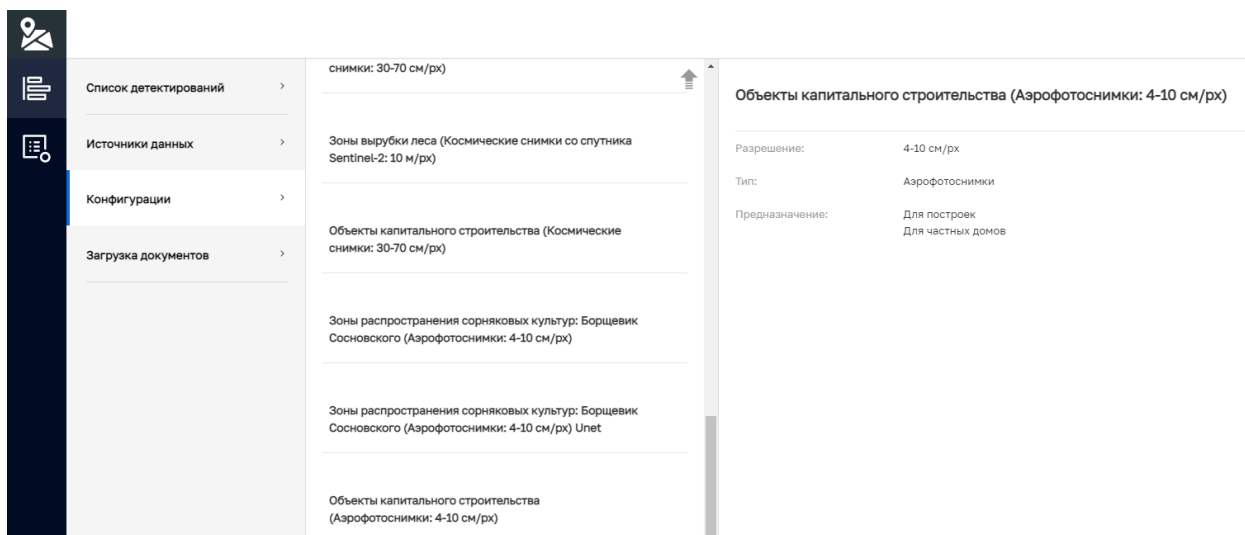 Список детектирований
Источники данных
Конфигурации
Загрузка документов
снимки: 30-70 см/px)
Зоны вырубки леса (Космические снимки со спутника
Sentinel-2: 10 м/px)
Объекты капитального строительства (Космические
снимки: 30-70 см/px)
Зоны распространения сорняковых культур: Борщевик
Сосновского (Аэрофотоснимки: 4-10 см/px)
Зоны распространения сорняковых культур: Борщевик
Сосновского (Аэрофотоснимки: 4-10 см/px) Unet
Объекты капитального строительства
(Аэрофотоснимки: 4-10 см/px)
Объекты капитального строительства (Аэрофотоснимки: 4-10 см/px)
Разрешение: 4-10 см/px
Тип: Аэрофотоснимки
Предназначение: Для построек
Для частных домов